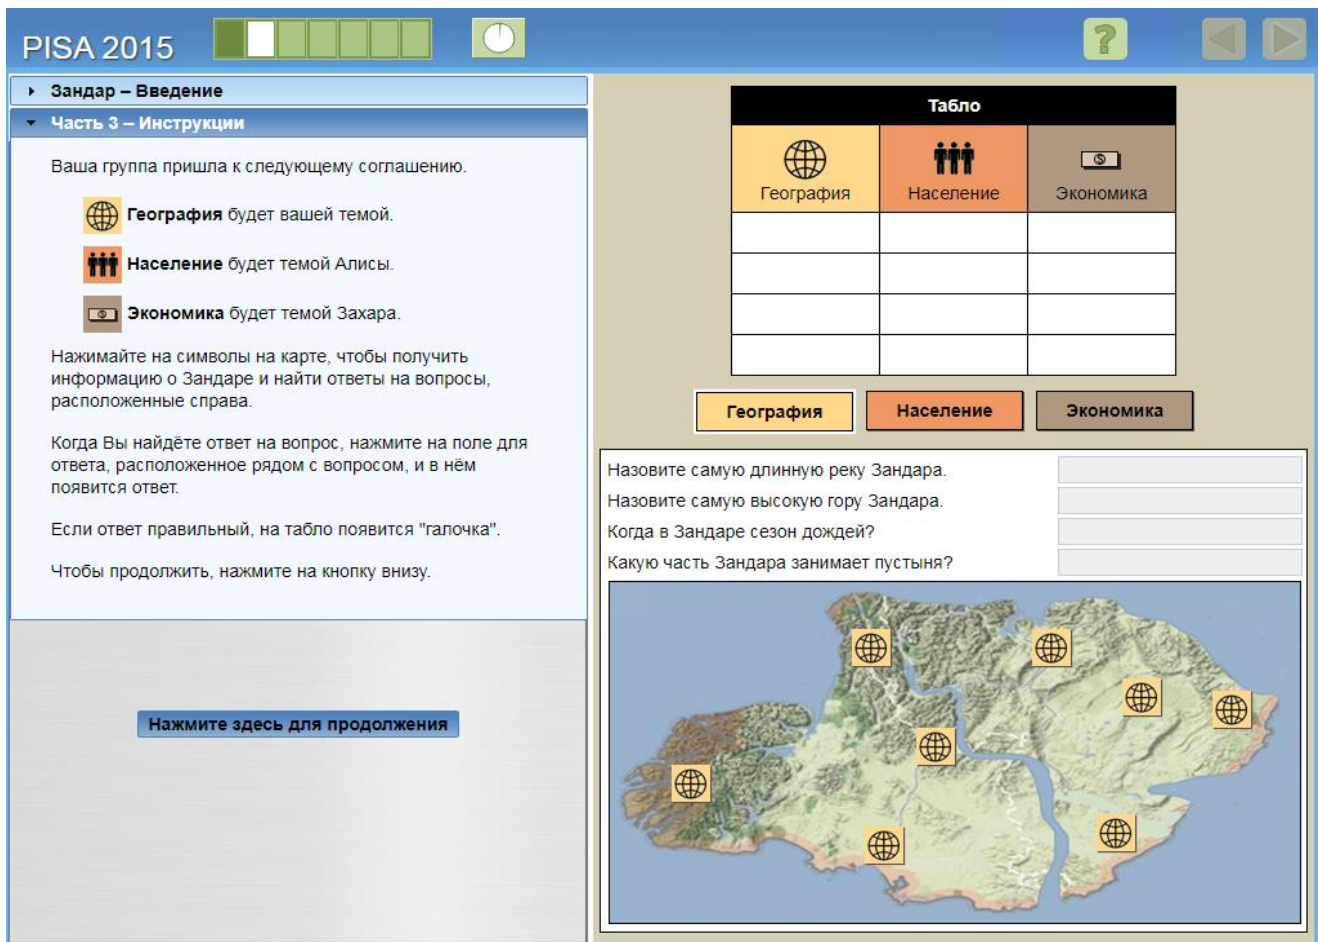 PISA 2015
?
Зандар – Введение
Часть 3 – Инструкции
Ваша группа пришла к следующему соглашению.
География будет вашей темой.
Население будет темой Алисы.
Экономика будет темой Захара.
Нажимайте на символы на карте, чтобы получить
информацию о Зандаре и найти ответы на вопросы,
расположенные справа.
Когда Вы найдёте ответ на вопрос, нажмите на поле для
ответа, расположенное рядом с вопросом, и в нём
появится ответ.
Если ответ правильный, на табло появится "галочка".
Чтобы продолжить, нажмите на кнопку внизу.
Нажмите здесь для продолжения
Табло
География Население Экономика
География Население Экономика
Назовите самую длинную реку Зандара.
Назовите самую высокую гору Зандара.
Когда в Зандаре сезон дождей?
Какую часть Зандара занимает пустыня?